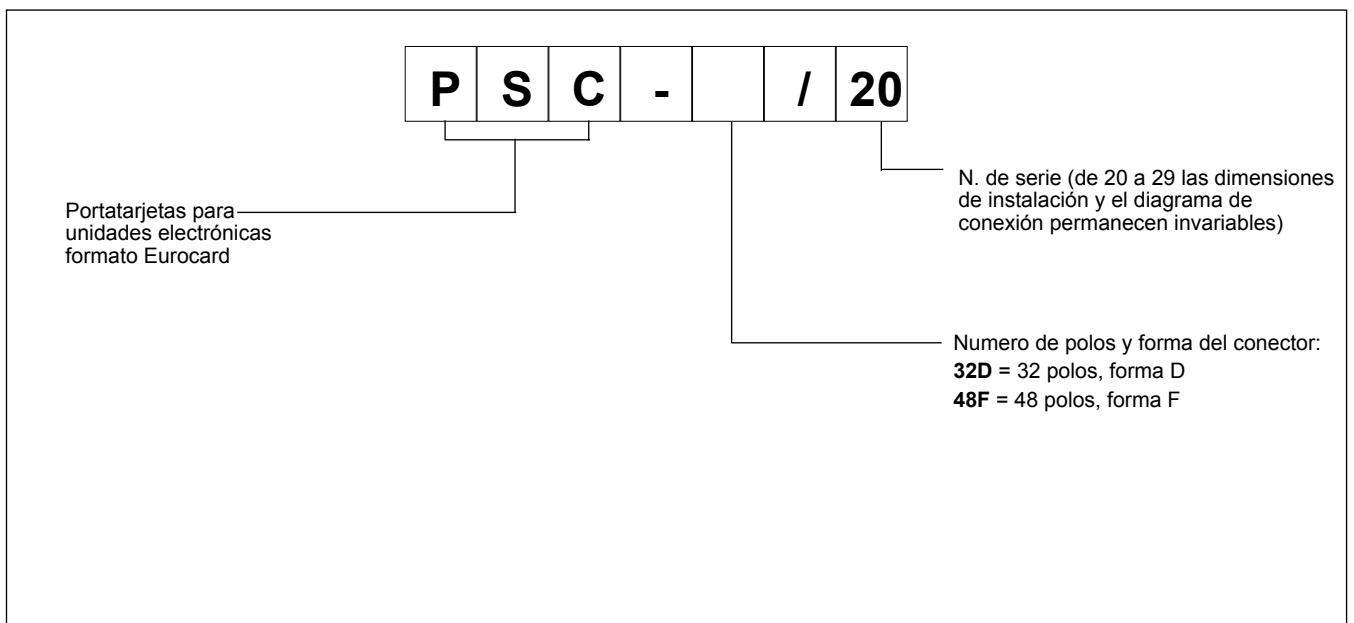 P S C - / 20
N. de serie (de 20 a 29 las dimensiones
de instalación y el diagrama de
conexión permanecen invariables)
Portatarjetas para
unidades electrónicas
formato Eurocard
Numero de polos y forma del conector:
32D = 32 polos, forma D
48F = 48 polos, forma F